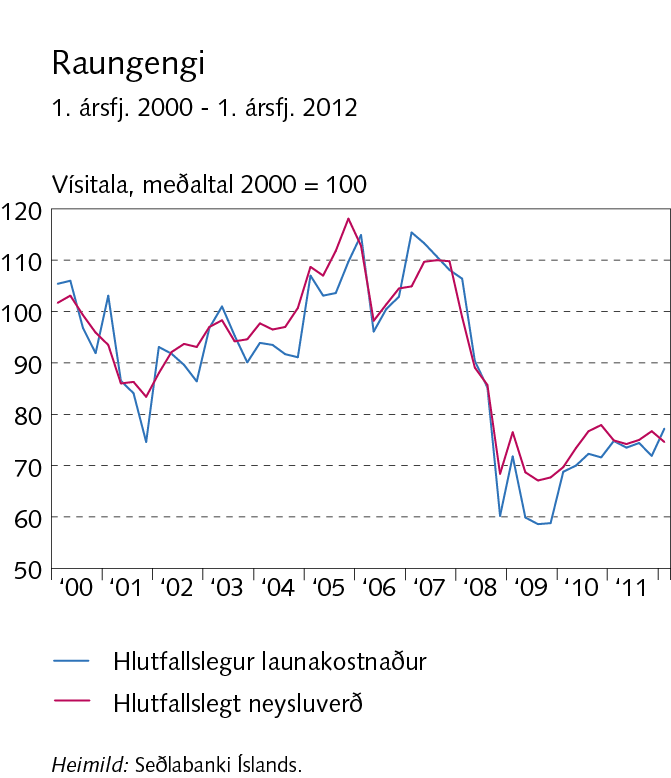 Raungengi
1. ársfj. 2000 - 1. ársfj. 2012
Vísitala, meðaltal 2000 = 100
120
110
100
90
80
70
60
50
‘00 ‘01 ‘02 ‘03 ‘04 ‘05 ‘06 ‘07 ‘08 ‘09 ‘10 ‘11
Hlutfallslegur launakostnaður
Hlutfallslegt neysluverð
Heimild: Seðlabanki Íslands.